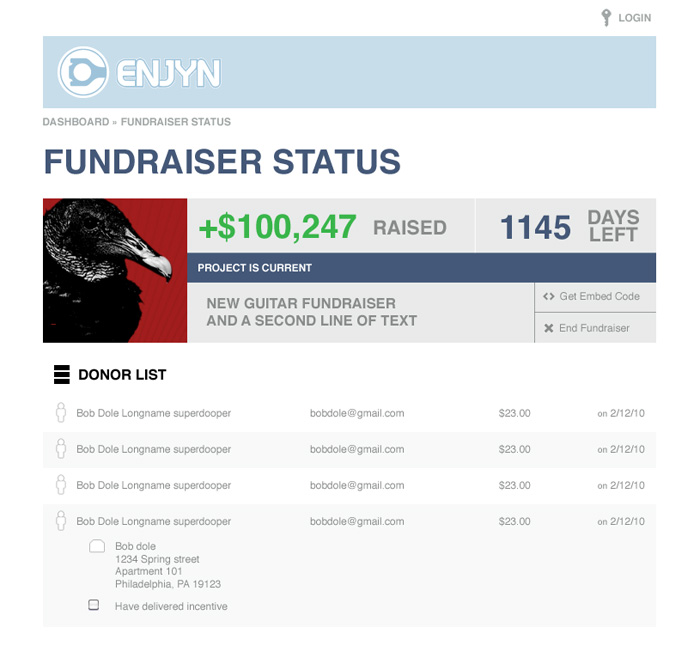 LOGIN
ENJYN
DASHBOARD » FUNDRAISER STATUS
FUNDRAISER STATUS
+$100,247 RAISED
1145 DAYS LEFT
PROJECT IS CURRENT
NEW GUITAR FUNDRAISER
AND A SECOND LINE OF TEXT
<> Get Embed Code
End Fundraiser
DONOR LIST
Bob Dole Longname superdooper bobdole@gmail.com $23.00 on 2/12/10
Bob Dole Longname superdooper bobdole@gmail.com $23.00 on 2/12/10
Bob Dole Longname superdooper bobdole@gmail.com $23.00 on 2/12/10
Bob Dole Longname superdooper bobdole@gmail.com $23.00 on 2/12/10
Bob dole
1234 Spring street
Apartment 101
Philadelphia, PA 19123
Have delivered incentive